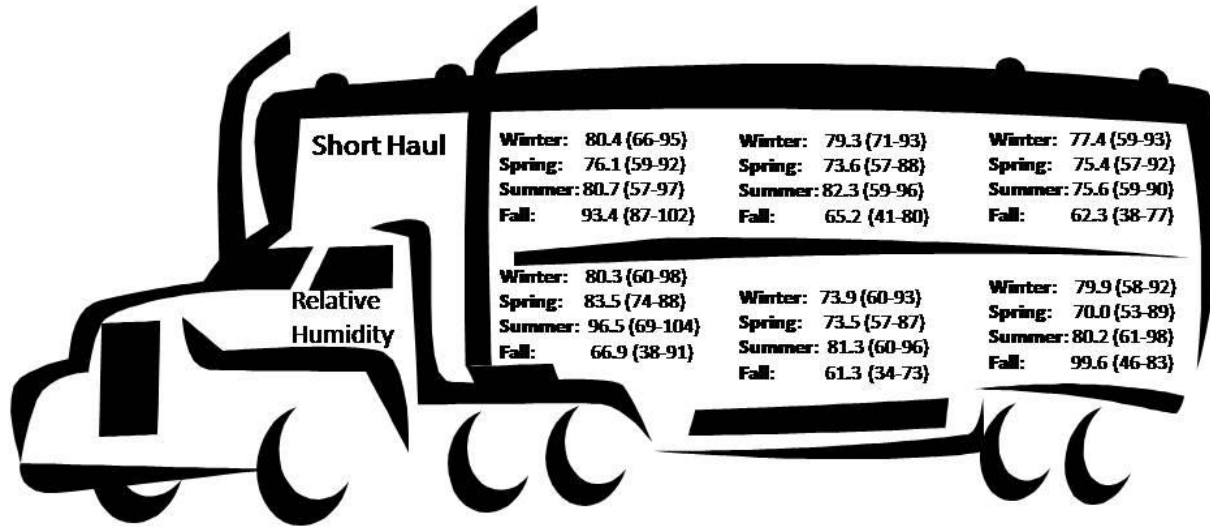 Short Haul
Winter: 80.4 (66-95)
Spring: 76.1 (59-92)
Summer: 80.7 (57-97)
Fall: 93.4 (87-102)
Winter: 79.3 (71-93)
Spring: 73.6 (57-88)
Summer: 82.3 (59-96)
Fall: 65.2 (41-80)
Winter: 77.4 (59-93)
Spring: 75.4 (57-92)
Summer: 75.6 (59-90)
Fall: 62.3 (38-77)
Relative
Humidity
Winter: 80.3 (60-98)
Spring: 83.5 (74-88)
Summer: 96.5 (69-104)
Fall: 66.9 (38-91)
Winter: 73.9 (60-93)
Spring: 73.5 (57-87)
Summer: 81.3 (60-96)
Fall: 61.3 (34-73)
Winter: 79.9 (58-92)
Spring: 70.0 (53-89)
Summer: 80.2 (61-98)
Fall: 99.6 (46-83)